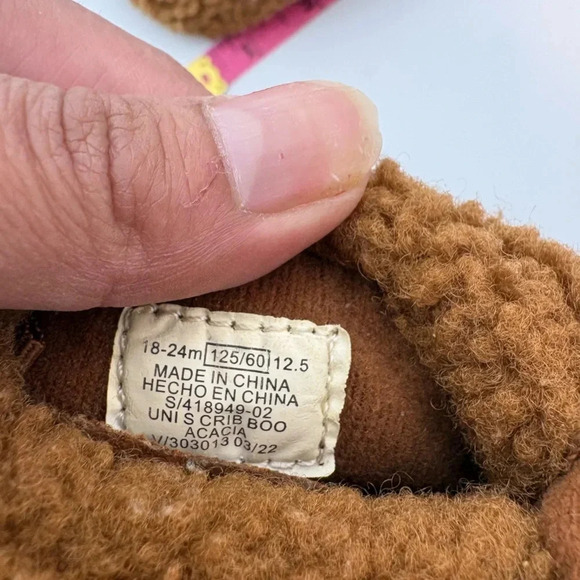 18-24m 125/60 12.5
MADE IN CHINA
HECHO EN CHINA
S/418949-02
UNI S CRIB BOO
ACACIA
V/303013 03/22